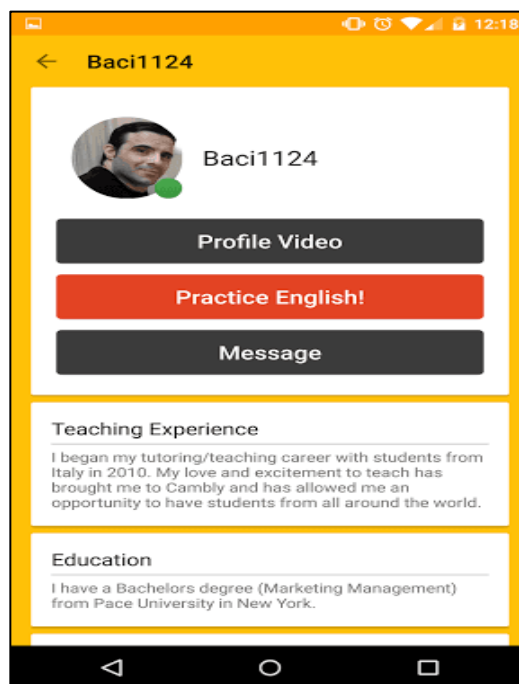 12:18
Baci1124
Baci1124
Profile Video
Practice English!
Message
Teaching Experience
I began my tutoring/teaching career with students from
Italy in 2010. My love and excitement to teach has
brought me to Cambly and has allowed me an
opportunity to have students from all around the world.
Education
I have a Bachelors degree (Marketing Management)
from Pace University in New York.